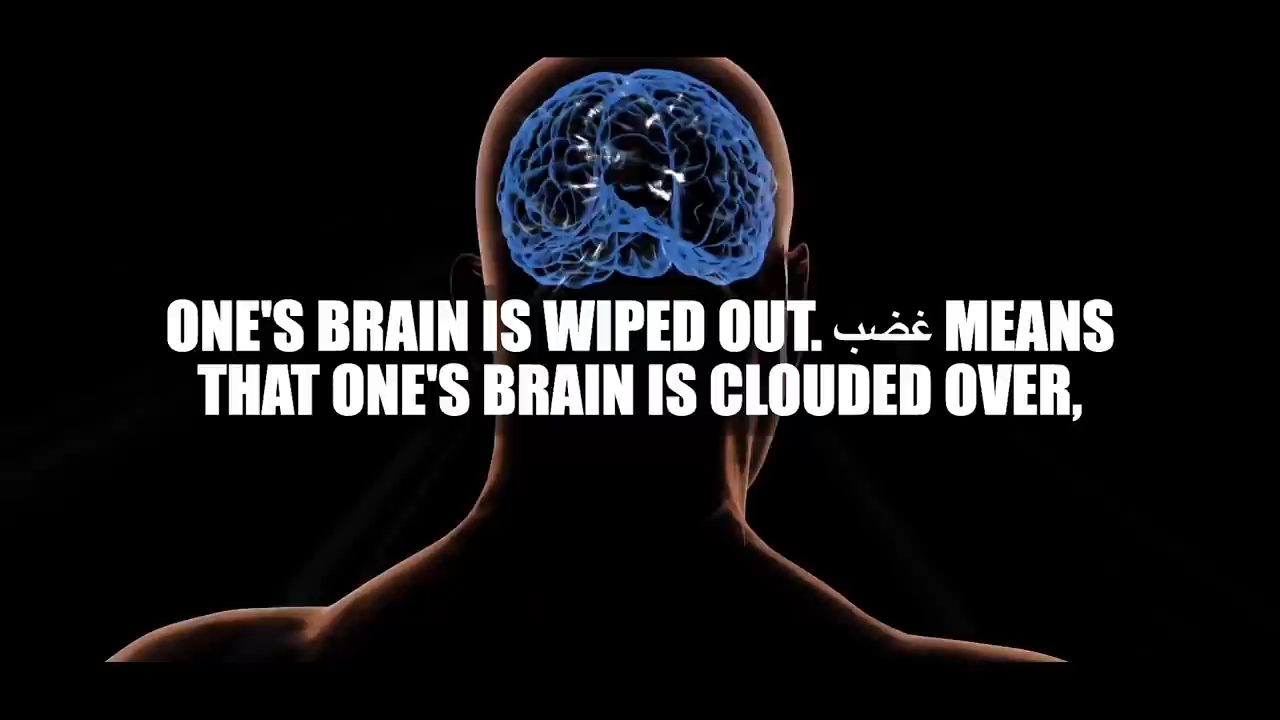 ONE'S BRAIN IS WIPED OUT. غضب MEANS
THAT ONE'S BRAIN IS CLOUDED OVER,